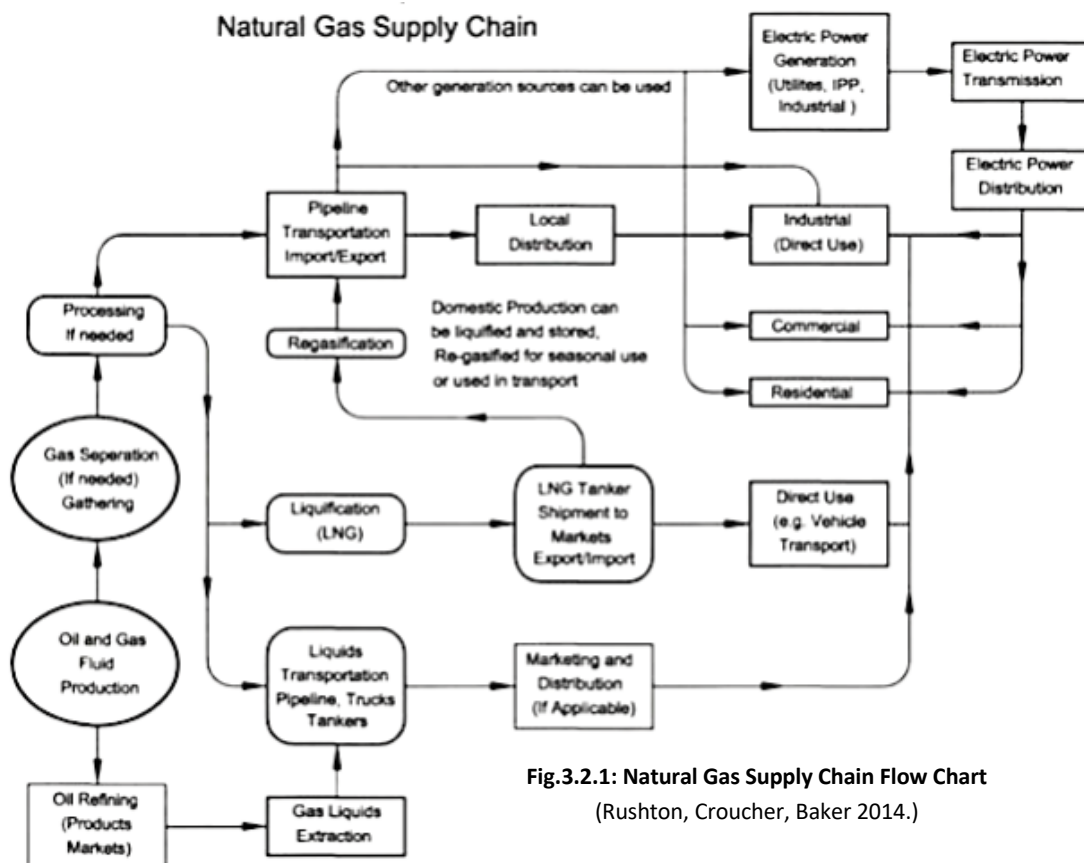 Natural Gas Supply Chain
Electric Power
Generation
(Utilites, IPP,
Industrial )
Electric Power
Transmission
Other generation sources can be used
Electric Power
Distribution
Pipeline
Transportation
Import/Export
Local
Distribution
Industrial
(Direct Use)
Processing
If needed
Regasification
Domestic Production can
be liquified and stored,
Re-gasified for seasonal use
or used in transport
Commercial
Residential
Gas Seperation
(If needed)
Gathering
Liquification
(LNG)
LNG Tanker
Shipment to
Markets
Export/Import
Direct Use
(e.g. Vehicle
Transport)
Oil and Gas
Fluid
Production
Liquids
Transportation
Pipeline, Trucks
Tankers
Marketing and
Distribution
(If Applicable)
Oil Refining
(Products
Markets)
Gas Liquids
Extraction
Fig.3.2.1: Natural Gas Supply Chain Flow Chart
(Rushton, Croucher, Baker 2014.)